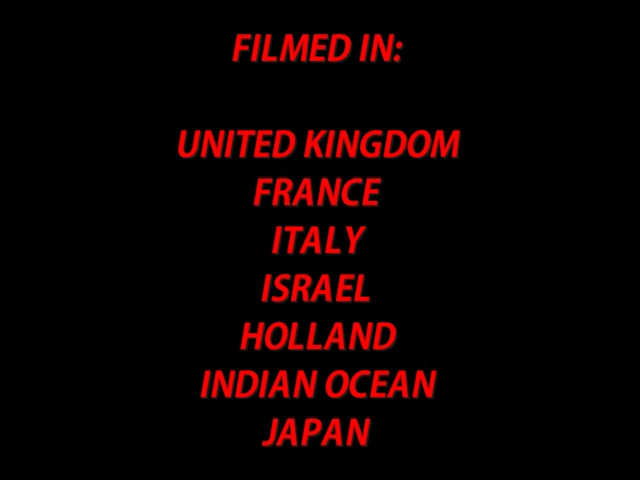 FILMED IN:
UNITED KINGDOM
FRANCE
ITALY
ISRAEL
HOLLAND
INDIAN OCEAN
JAPAN